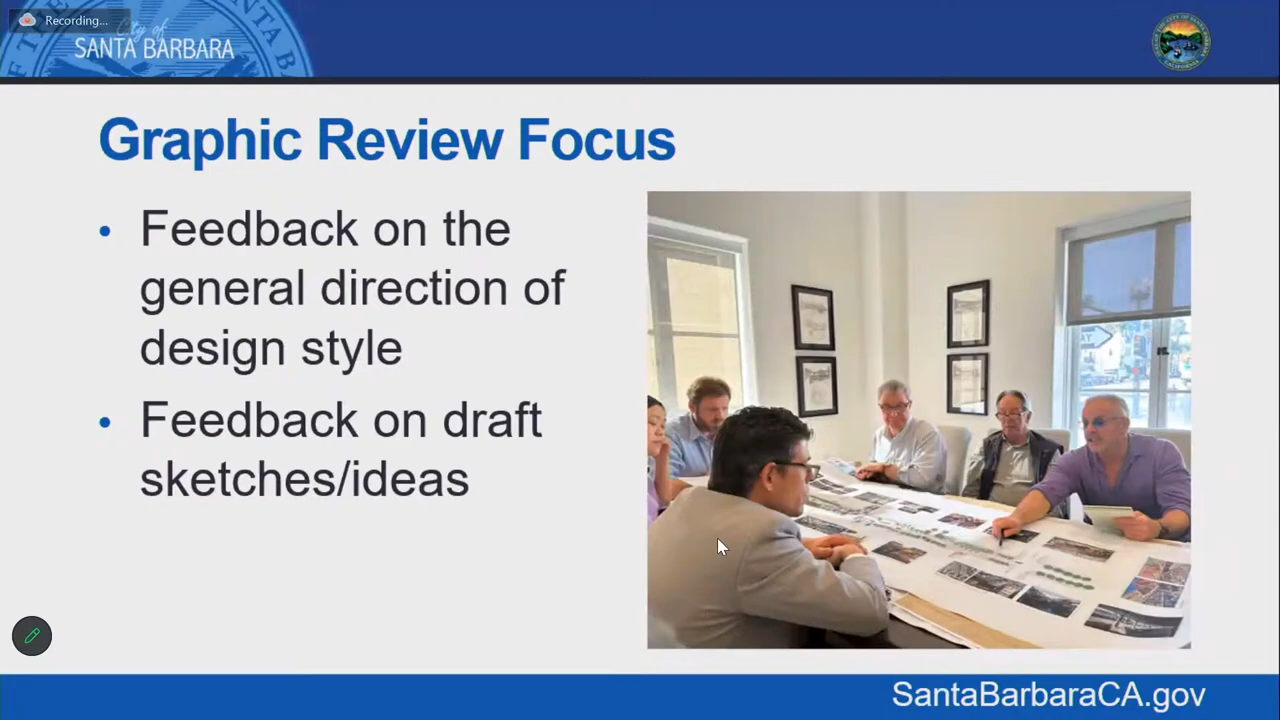 Recording...
City of
SANTA BARBARA
Graphic Review Focus
• Feedback on the
general direction of
design style
• Feedback on draft
sketches/ideas
SantaBarbaraCA.gov